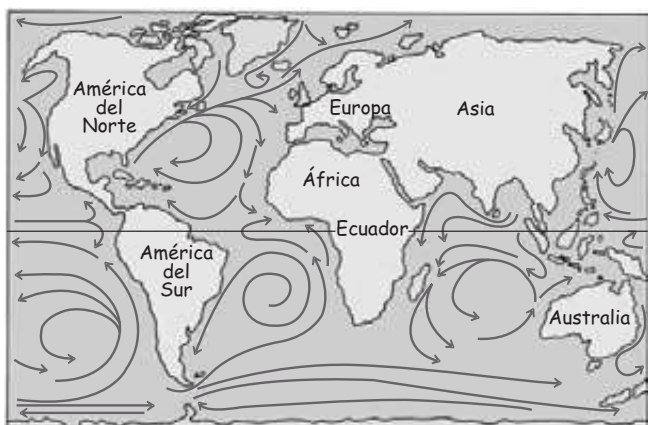 América
del
Norte
Europa
Asia
África
Ecuador
América
del
Sur
Australia